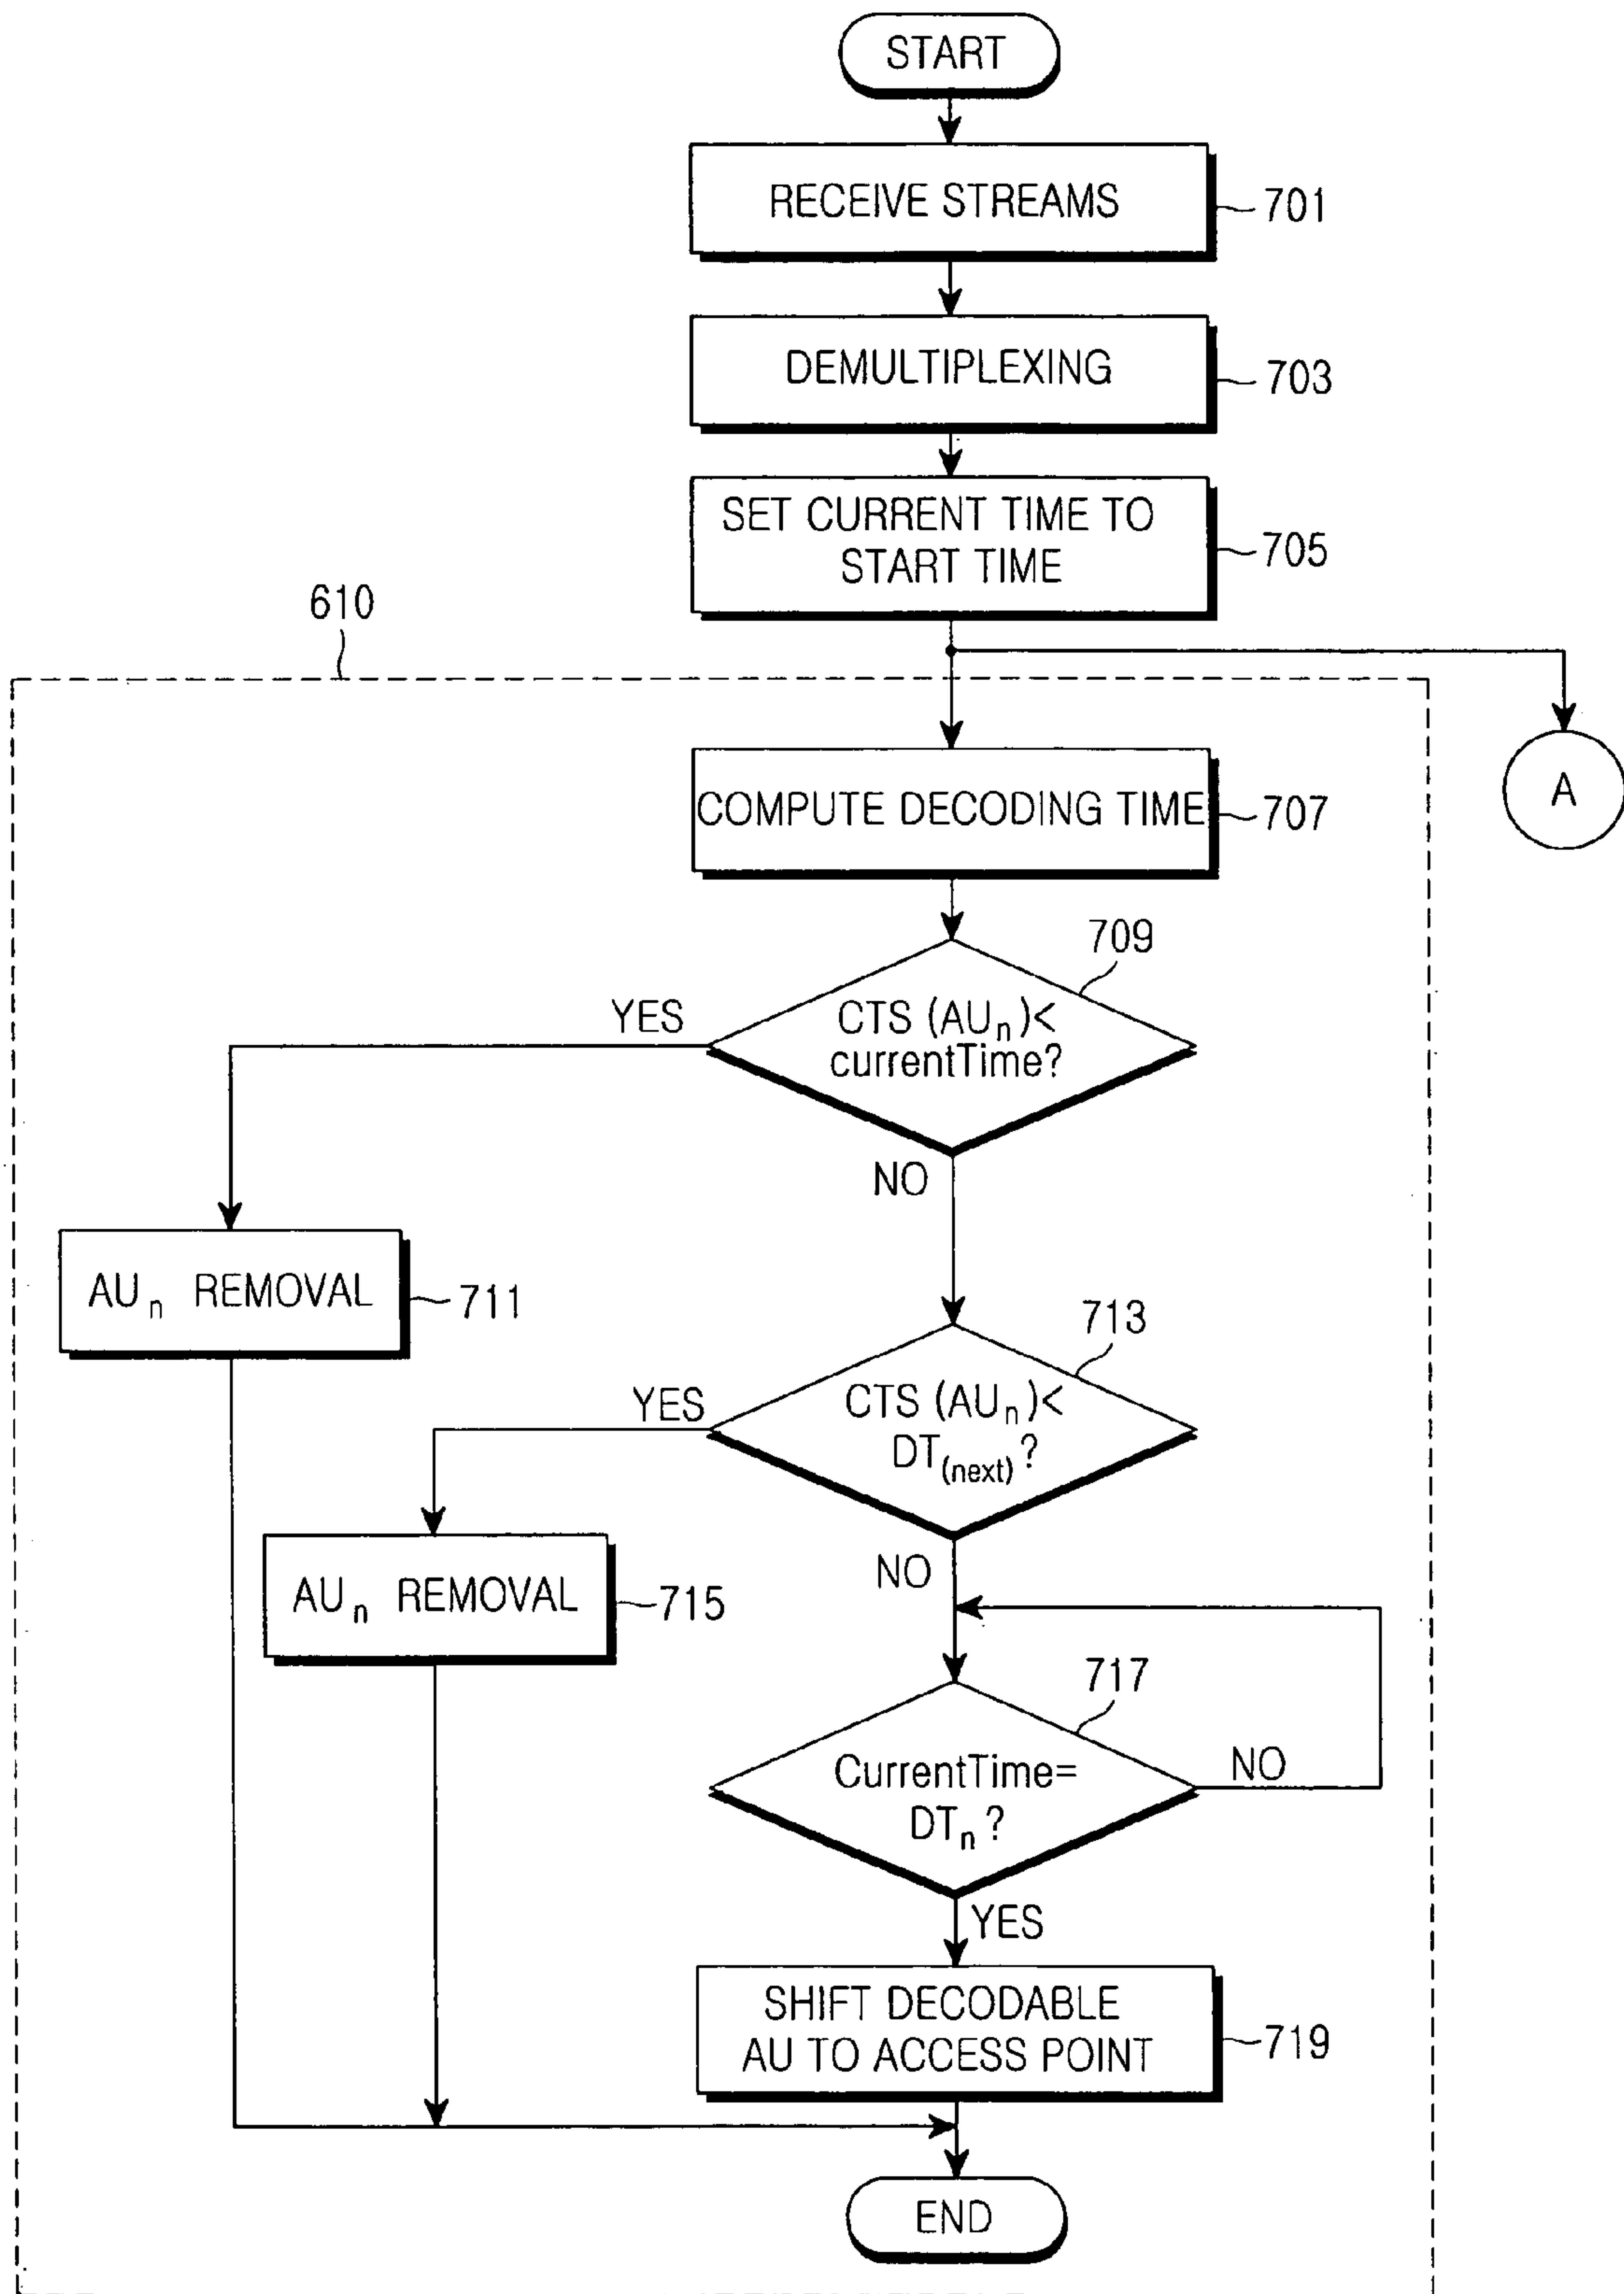 START
RECEIVE STREAMS
701
DEMULTIPLEXING
703
SET CURRENT TIME TO
START TIME
705
610
A
COMPUTE DECODING TIME
707
709
CTS (AUn)<
currentTime?
YES
NO
AUn REMOVAL
711
713
CTS (AUn)<
DT(next)?
YES
NO
AUn REMOVAL
715
717
CurrentTime=
DTn?
NO
YES
SHIFT DECODABLE
AU TO ACCESS POINT
719
END